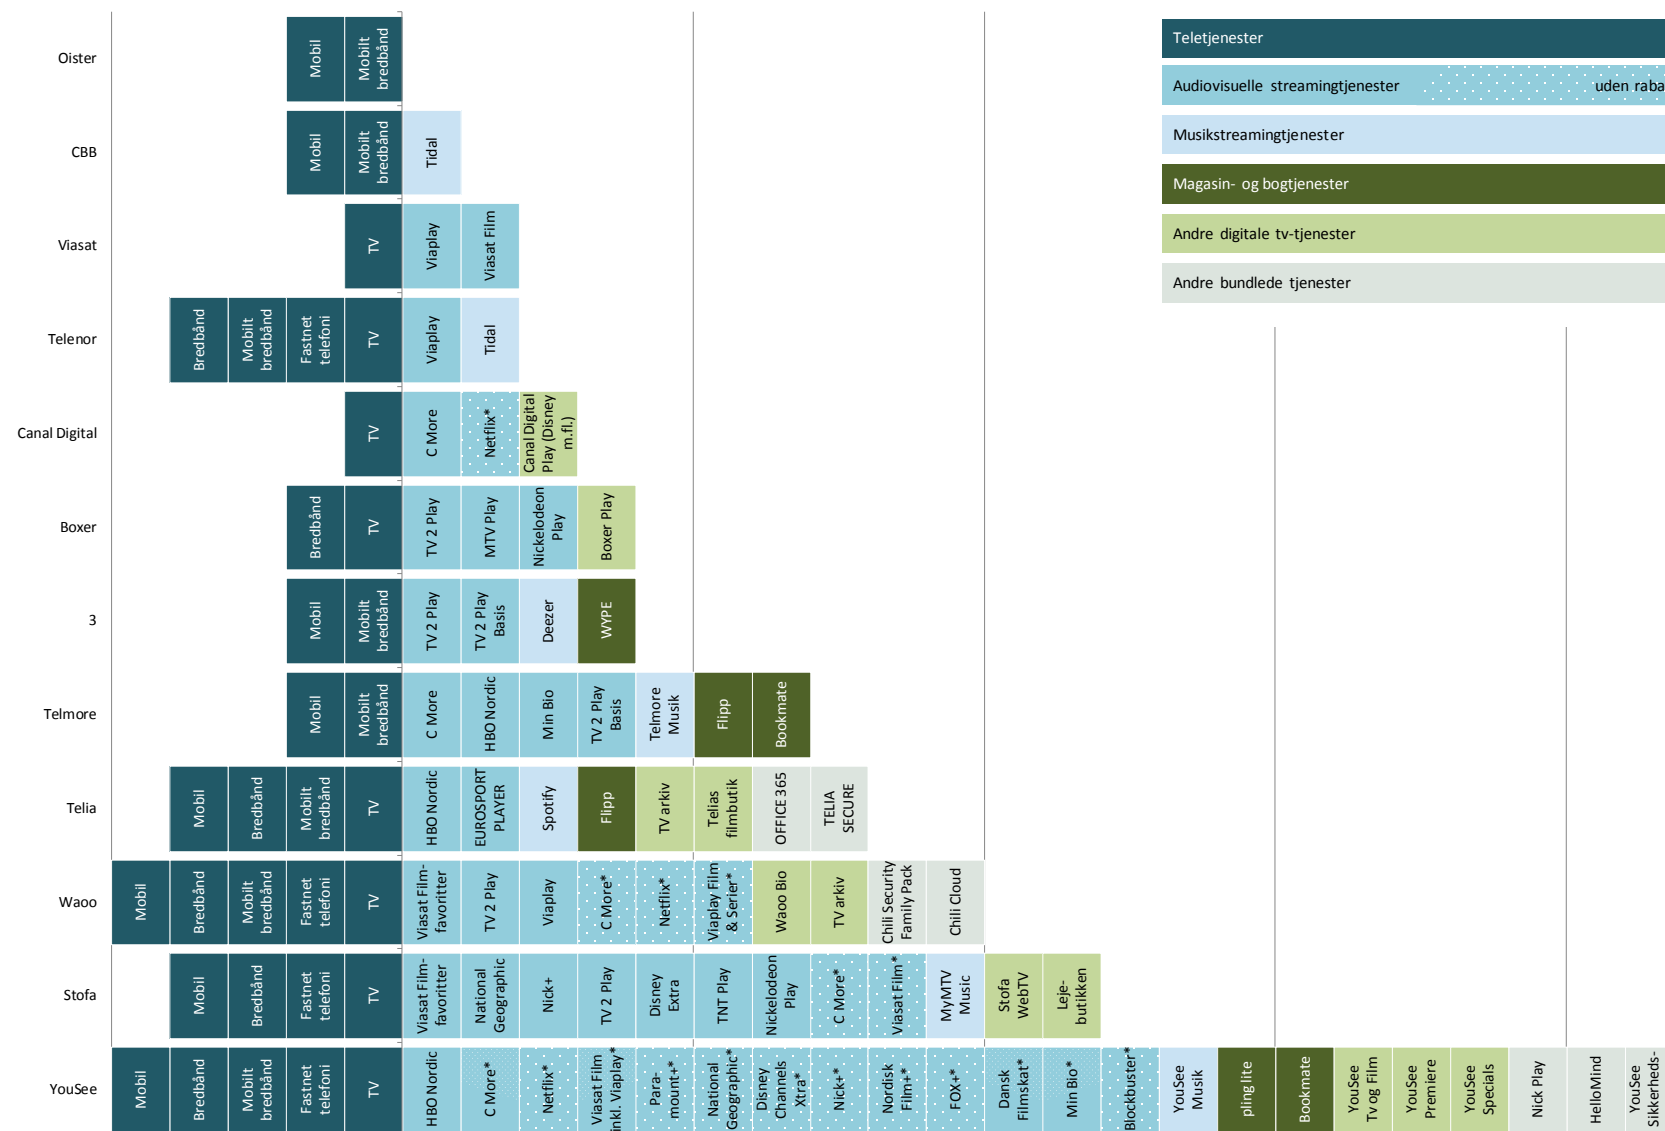 Teletjenester
Audiovisuelle streamingtjenester
uden raba
Musikstreamingtjenester
Magasin- og bogtjenester
Andre digitale tv-tjenester
Andre bundlede tjenester
Oister
Mobil
Mobilt
bredbånd
CBB
Mobil
Mobilt
bredbånd
Tidal
Viasat
TV
Viaplay
Viasat Film
Telenor
Bredbånd
Mobilt
bredbånd
Fastnet
telefoni
TV
Viaplay
Tidal
Canal Digital
TV
C More
Netflix*
Canal Digital
Play (Disney
m.fl.)
Boxer
Bredbånd
TV
TV 2 Play
MTV Play
Nickelodeon
Play
Boxer Play
3
Mobil
Mobilt
bredbånd
TV 2 Play
TV 2 Play
Basis
Deezer
WYPE
Telmore
Mobil
Mobilt
bredbånd
C More
HBO Nordic
Min Bio
TV 2 Play
Basis
Telmore
Musik
Flipp
Bookmate
Telia
Mobil
Bredbånd
Mobilt
bredbånd
TV
HBO Nordic
EUROSPORT
PLAYER
Spotify
Flipp
TV arkiv
Telias
filmbutik
OFFICE 365
TELIA
SECURE
Waoo
Mobil
Bredbånd
Mobilt
bredbånd
Fastnet
telefoni
TV
Viasat Film-
favoritter
TV 2 Play
Viaplay
C More*
Netflix*
Viaplay Film
& Serier*
Waoo Bio
TV arkiv
Chili Security
Family Pack
Chili Cloud
Stofa
Mobil
Bredbånd
Fastnet
telefoni
TV
Viasat Film-
favoritter
National
Geographic
Nick+
TV 2 Play
Disney
Extra
TNT Play
Nickelodeon
Play
C More*
Viasat Film*
MyMTV
Music
Stofa
WebTV
Leje-
butikken
YouSee
Mobil
Bredbånd
Mobilt
bredbånd
Fastnet
telefoni
TV
HBO Nordic
C More*
Netflix*
Viasat Film
inkl. Viaplay*
Para-
mount+*
National
Geographic*
Disney
Channels
Xtra*
Nick+*
Nordisk
Film+*
FOX+*
Dansk
Filmskat*
Min Bio*
Blockbuster*
YouSee
Musik
pling lite
Bookmate
YouSee
Tv og Film
YouSee
Premiere
YouSee
Specials
Nick Play
HelloMind
YouSee
Sikkerheds-